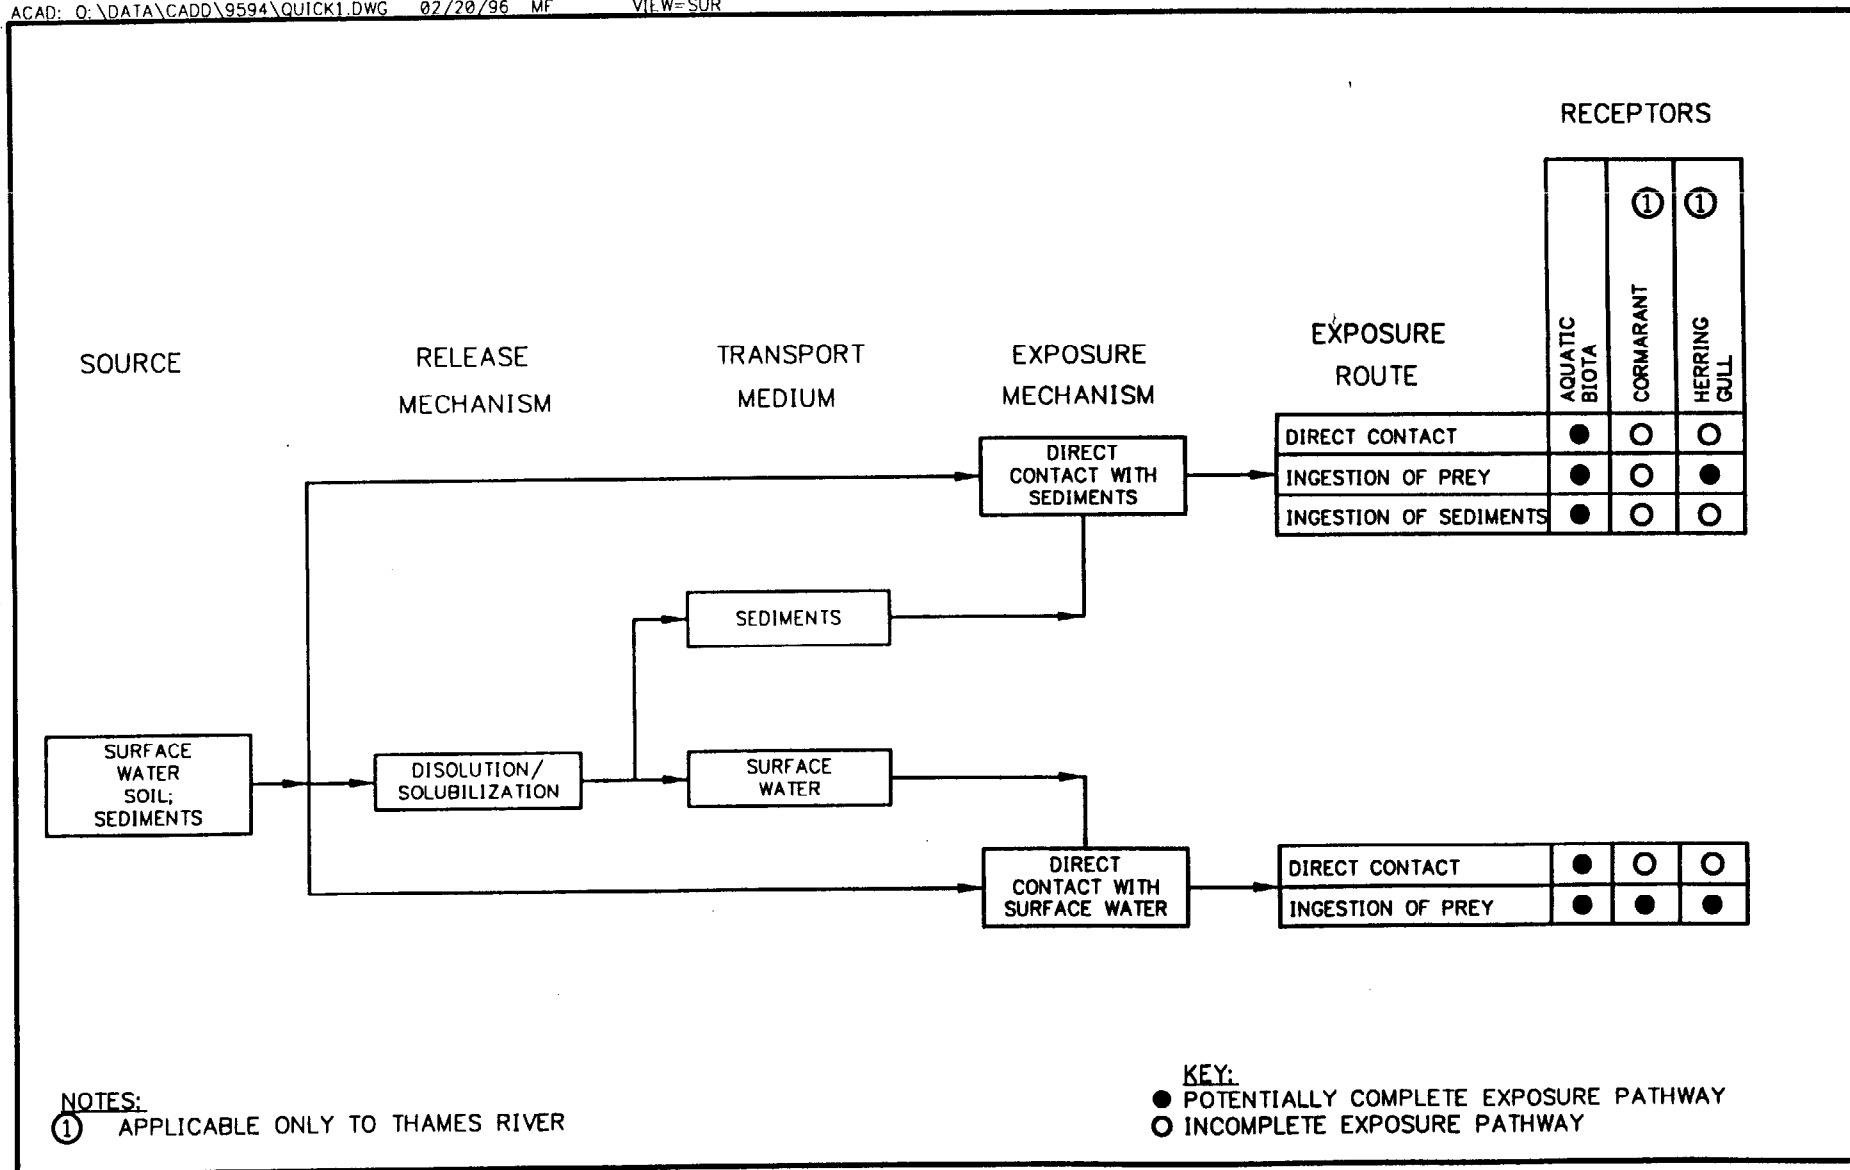 ACAD: O:\DATA\CADD\9594\QUICK1.DWG 02/20/96 MF VIEW=SUR
RECEPTORS
1 1
AQUATIC
BIOTA
CORMARANT
HERRING
GULL
SOURCE
RELEASE
MECHANISM
TRANSPORT
MEDIUM
EXPOSURE
MECHANISM
EXPOSURE
ROUTE
DIRECT
CONTACT WITH
SEDIMENTS
DIRECT CONTACT
INGESTION OF PREY
INGESTION OF SEDIMENTS
SEDIMENTS
SURFACE
WATER
SOIL;
SEDIMENTS
DISOLUTION/
SOLUBILIZATION
SURFACE
WATER
DIRECT
CONTACT WITH
SURFACE WATER
DIRECT CONTACT
INGESTION OF PREY
NOTES:
1 APPLICABLE ONLY TO THAMES RIVER
KEY:
● POTENTIALLY COMPLETE EXPOSURE PATHWAY
○ INCOMPLETE EXPOSURE PATHWAY